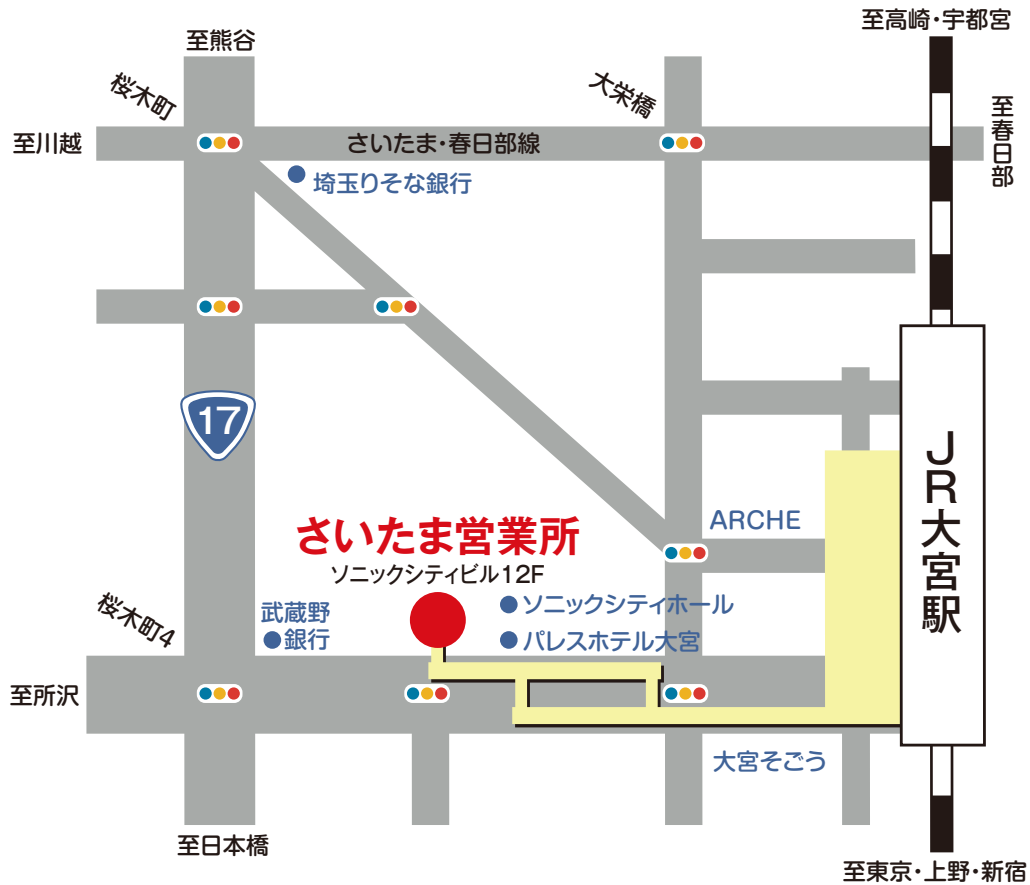 至高崎・宇都宮
至熊谷
桜木町
大栄橋
至川越
さいたま・春日部線
至春日部
埼玉りそな銀行
17
JR大宮駅
ARCHE
さいたま営業所
ソニックシティビル12F
桜木町4
武蔵野
銀行
ソニックシティホール
パレスホテル大宮
至所沢
大宮そごう
至日本橋
至東京・上野・新宿